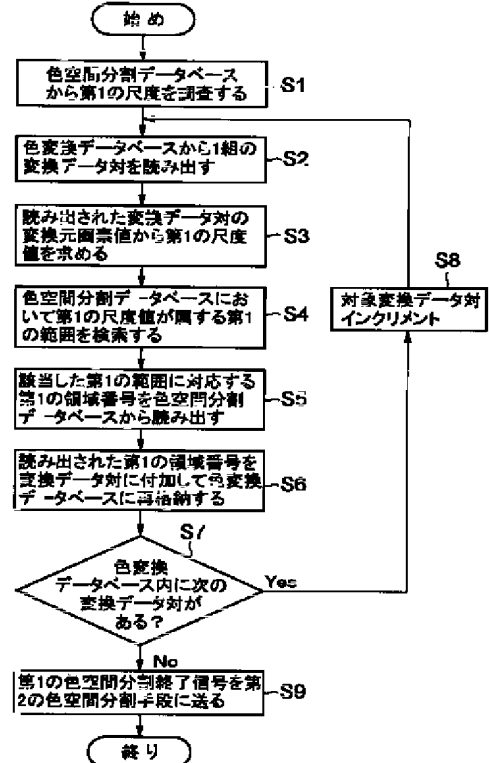 始め
色空間分割データベース
から第1の尺度を調査する
S1
色変換データベースから1組の
変換データ対を読み出す
S2
読み出された変換データ対の
変換元画素値から第1の尺度
値を求める
S3
S8
対象変換データ対
インクリメント
色空間分割データベースにお
いて第1の尺度値が属する第1
の範囲を検索する
S4
該当した第1の範囲に対応する
第1の領域番号を色空間分割
データベースから読み出す
S5
読み出された第1の領域番号を
変換データ対に付加して色変換
データベースに再格納する
S6
S7
色変換
データベース内に次の
変換データ対が
ある?
Yes
No
第1の色空間分割終了信号を第
2の色空間分割手段に送る
S9
終り